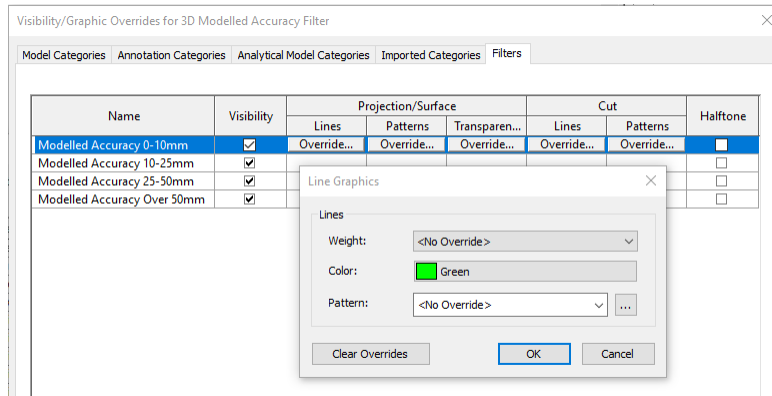 Visibility/Graphic Overrides for 3D Modelled Accuracy Filter
Model Categories Annotation Categories Analytical Model Categories Imported Categories Filters
Name Visibility Projection/Surface Cut Halftone
Lines Patterns Transparen... Lines Patterns
Modelled Accuracy 0-10mm Override... Override... Override... Override... Override...
Modelled Accuracy 10-25mm
Modelled Accuracy 25-50mm
Modelled Accuracy Over 50mm
Line Graphics
Lines
Weight: <No Override>
Color: Green
Pattern: <No Override> ...
Clear Overrides OK Cancel